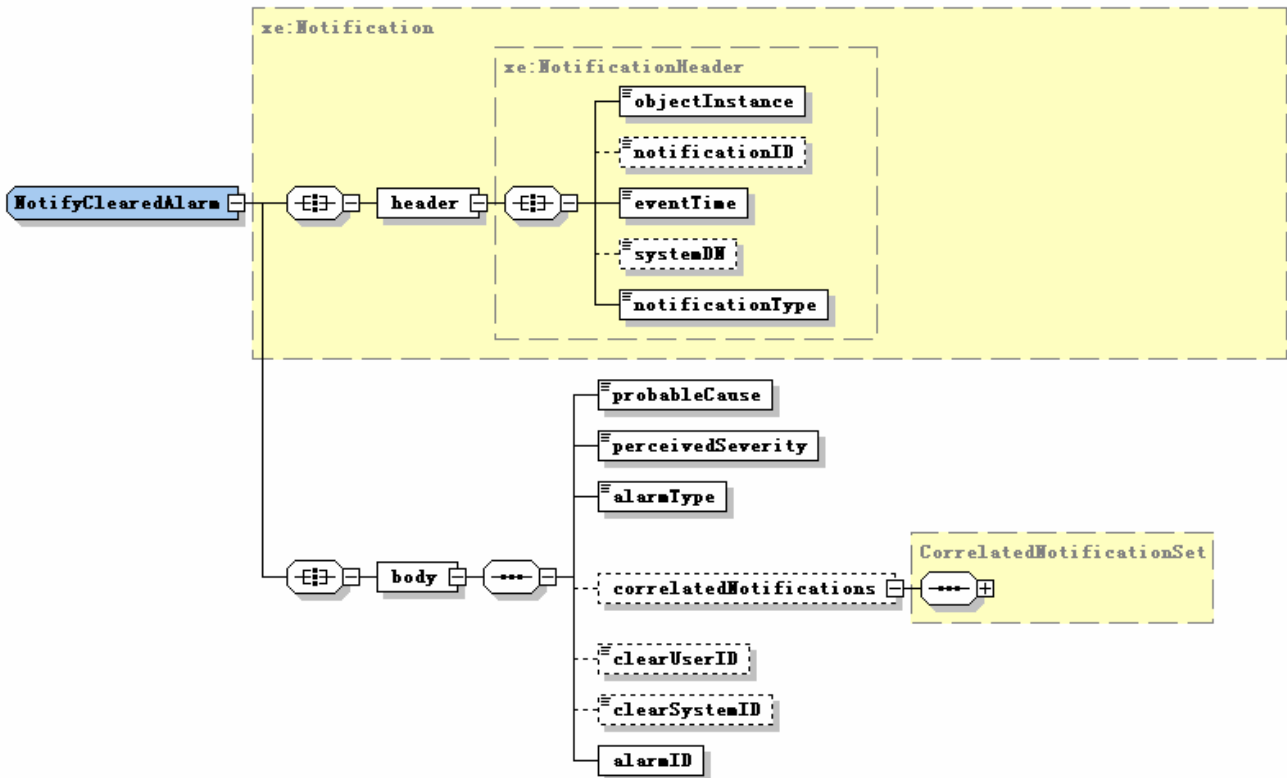 xe:Notification
xe:NotificationHeader
objectInstance
notificationID
NotifyClearedAlarm
header
eventTime
systemDN
notificationType
probableCause
perceivedSeverity
alarmType
CorrelatedNotificationSet
body
correlatedNotifications
clearUserID
clearSystemID
alarmID